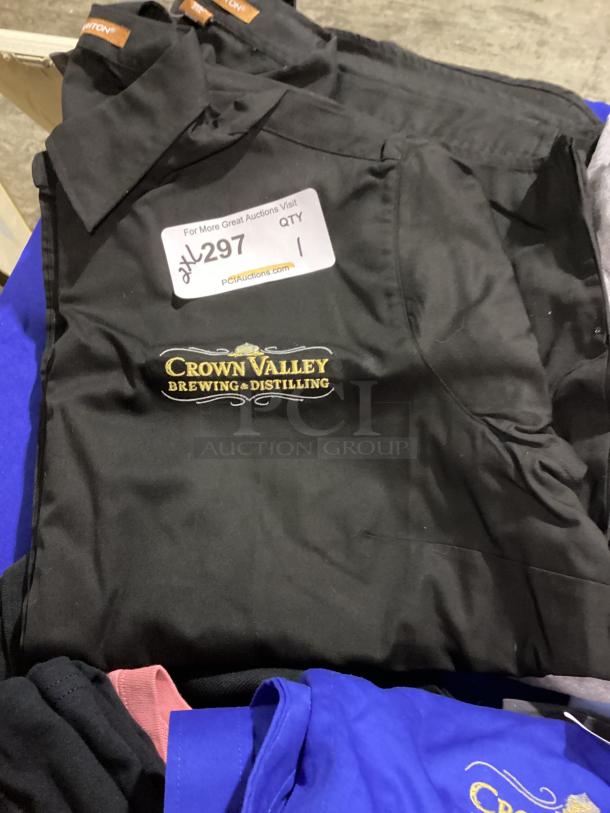 For More Great Auctions Visit
QTY
2XL 297 1
PCIAuctions.com
CROWN VALLEY
BREWING & DISTILLING
PCI
AUCTION GROUP